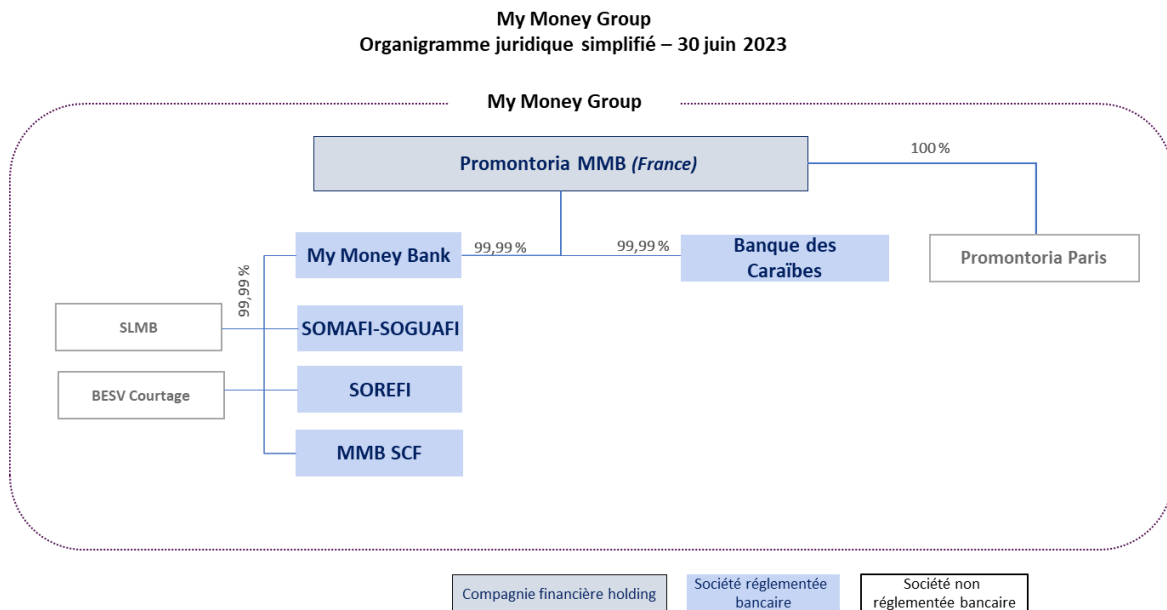 My Money Group
Organigramme juridique simplifié – 30 juin 2023
My Money Group
Promontoria MMB (France)
100 %
My Money Bank
99,99 %
99,99 %
Banque des
Caraïbes
Promontoria Paris
99,99 %
SLMB
SOMAFI-SOGUAFI
BESV Courtage
SOREFI
MMB SCF
Compagnie financière holding
Société réglementée
bancaire
Société non
réglementée bancaire